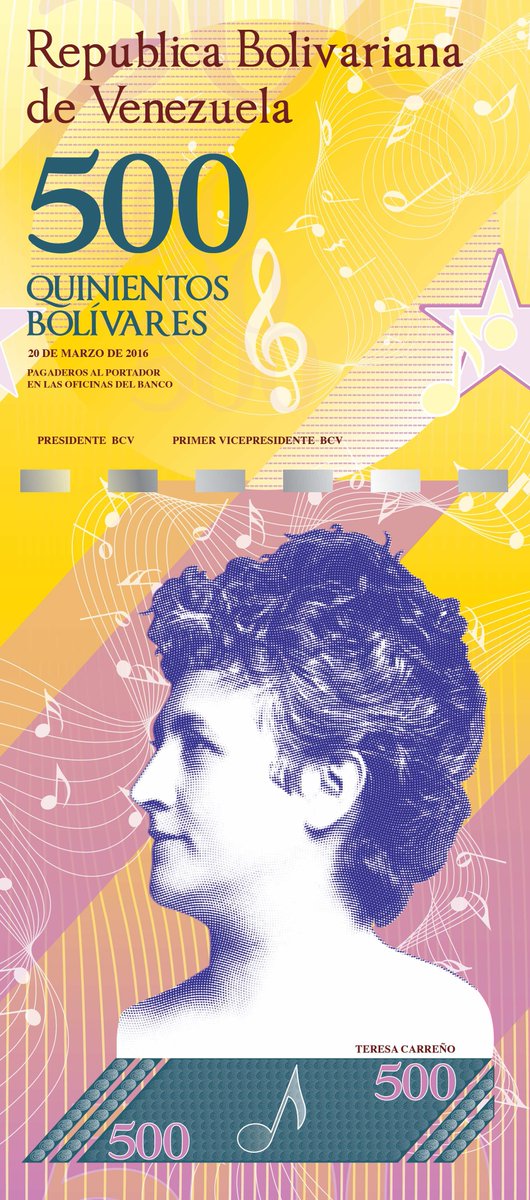 Republica Bolivariana
de Venezuela
500
QUINIENTOS
BOLÍVARES
20 DE MARZO DE 2016
PAGADEROS AL PORTADOR
EN LAS OFICINAS DEL BANCO
PRESIDENTE BCV PRIMER VICEPRESIDENTE BCV
TERESA CARREÑO
500
500